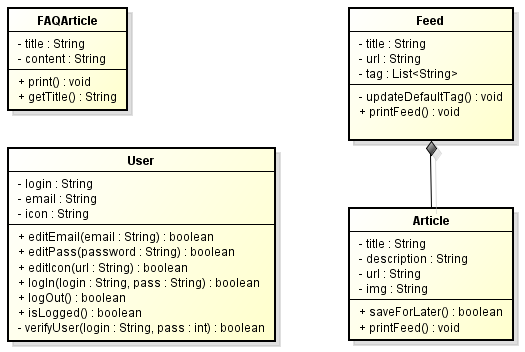 FAQArticle
- title : String
- content : String
+ print() : void
+ getTitle() : String
Feed
- title : String
- url : String
- tag : List<String>
- updateDefaultTag() : void
+ printFeed() : void
User
- login : String
- email : String
- icon : String
+ editEmail(email : String) : boolean
+ editPass(password : String) : boolean
+ editIcon(url : String) : boolean
+ logIn(login : String, pass : String) : boolean
+ logOut() : boolean
+ isLogged() : boolean
- verifyUser(login : String, pass : int) : boolean
Article
- title : String
- description : String
- url : String
- img : String
+ saveForLater() : boolean
+ printFeed() : void